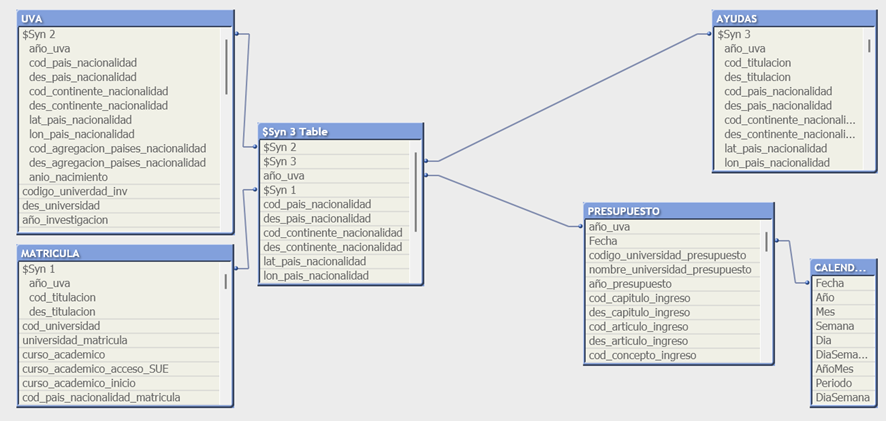 UVA
$Syn 2
año_uva
cod_pais_nacionalidad
des_pais_nacionalidad
cod_continente_nacionalidad
des_continente_nacionalidad
lat_pais_nacionalidad
lon_pais_nacionalidad
cod_agregacion_paises_nacionalidad
des_agregacion_paises_nacionalidad
anio_nacimiento
codigo_univerdad_inv
des_universidad
año_investigacion
MATRICULA
$Syn 1
año_uva
cod_titulacion
des_titulacion
cod_universidad
universidad_matricula
curso_academico
curso_academico_acceso_SUE
curso_academico_inicio
cod_pais_nacionalidad_matricula
$Syn 3 Table
$Syn 2
$Syn 3
año_uva
$Syn 1
cod_pais_nacionalidad
des_pais_nacionalidad
cod_continente_nacionalidad
des_continente_nacionalidad
lat_pais_nacionalidad
lon_pais_nacionalidad
AYUDAS
$Syn 3
año_uva
cod_titulacion
des_titulacion
cod_pais_nacionalidad
des_pais_nacionalidad
cod_continente_nacionali...
des_continente_nacionali...
lat_pais_nacionalidad
lon_pais_nacionalidad
PRESUPUESTO
año_uva
Fecha
codigo_universidad_presupuesto
nombre_universidad_presupuesto
año_presupuesto
cod_capitulo_ingreso
des_capitulo_ingreso
cod_articulo_ingreso
des_articulo_ingreso
cod_concepto_ingreso
CALEND...
Fecha
Año
Mes
Semana
Dia
DiaSema...
AñoMes
Periodo
DiaSemana